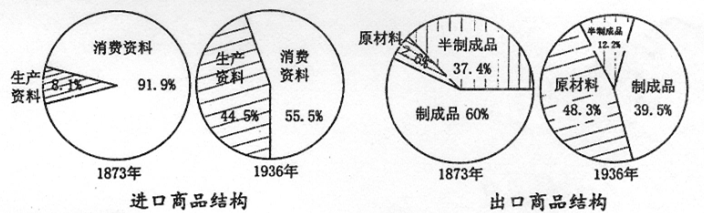 消费资料
生产
资料
8.1%
91.9%
1873年
生产
资料
44.5%
消费
资料
55.5%
1936年
进口商品结构
原材料
2.6%
半制成品
37.4%
制成品 60%
1873年
半制成品
12.2%
原材料
48.3%
制成品
39.5%
1936年
出口商品结构